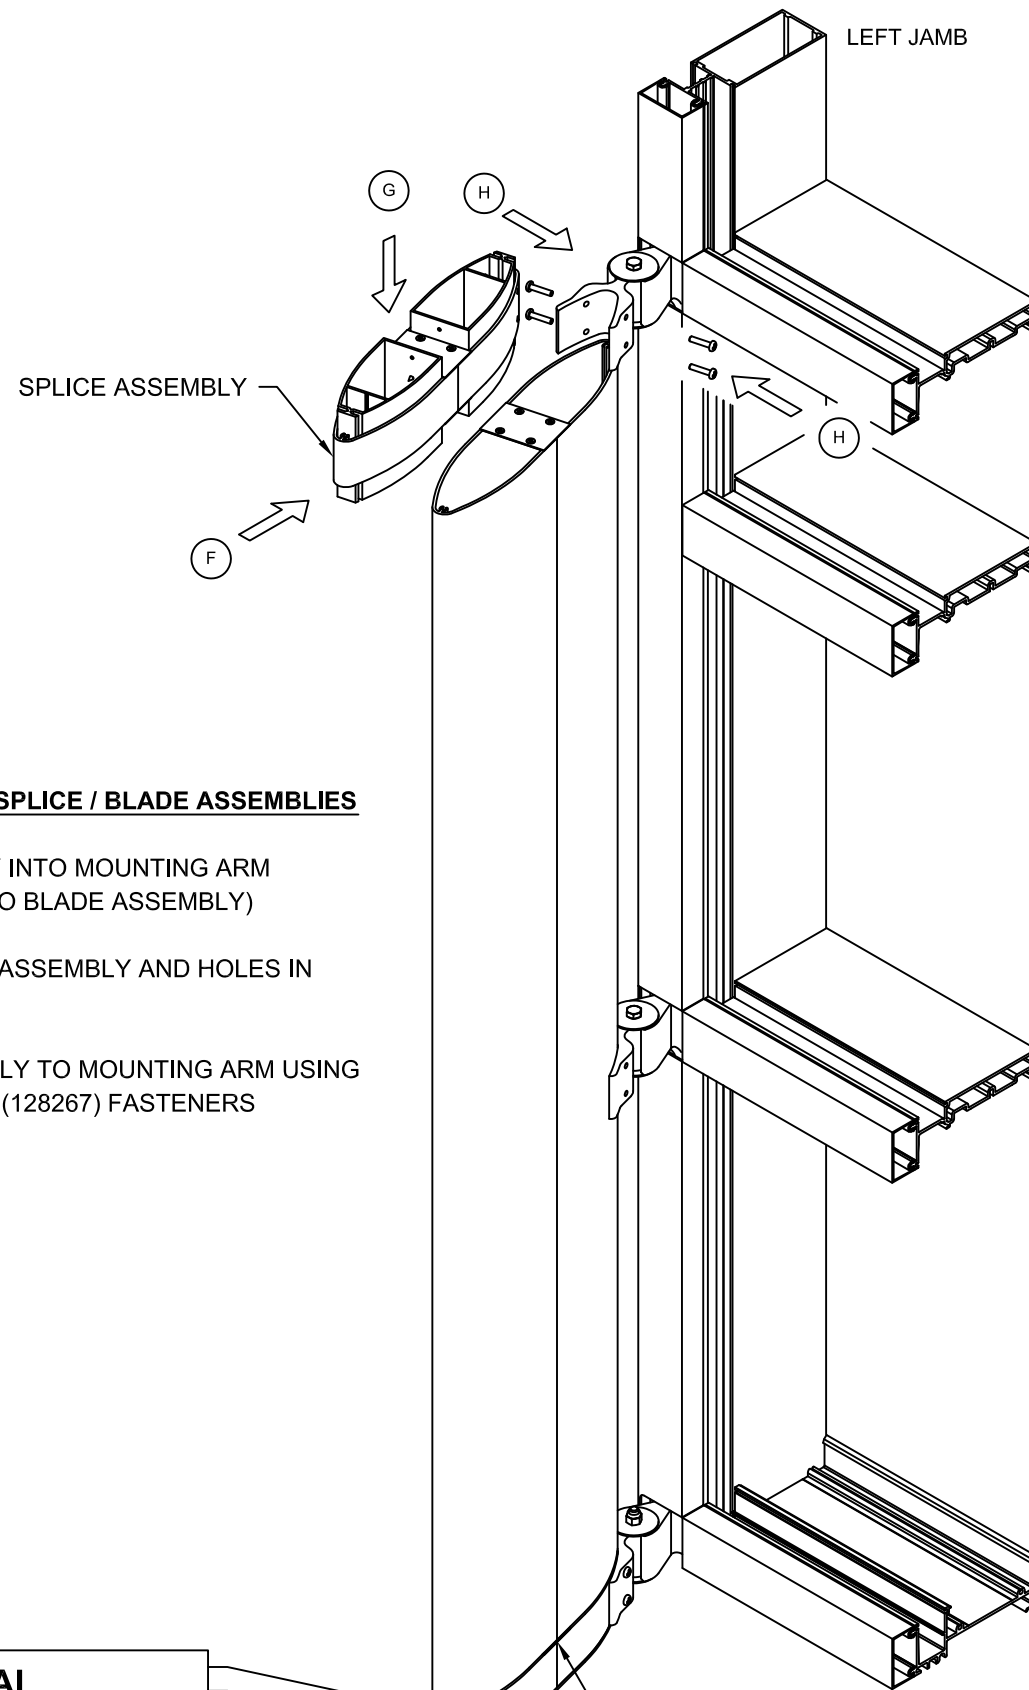 LEFT JAMB
G
H
SPLICE ASSEMBLY
H
F
SPLICE / BLADE ASSEMBLIES
INTO MOUNTING ARM
O BLADE ASSEMBLY)
ASSEMBLY AND HOLES IN
LY TO MOUNTING ARM USING
(128267) FASTENERS